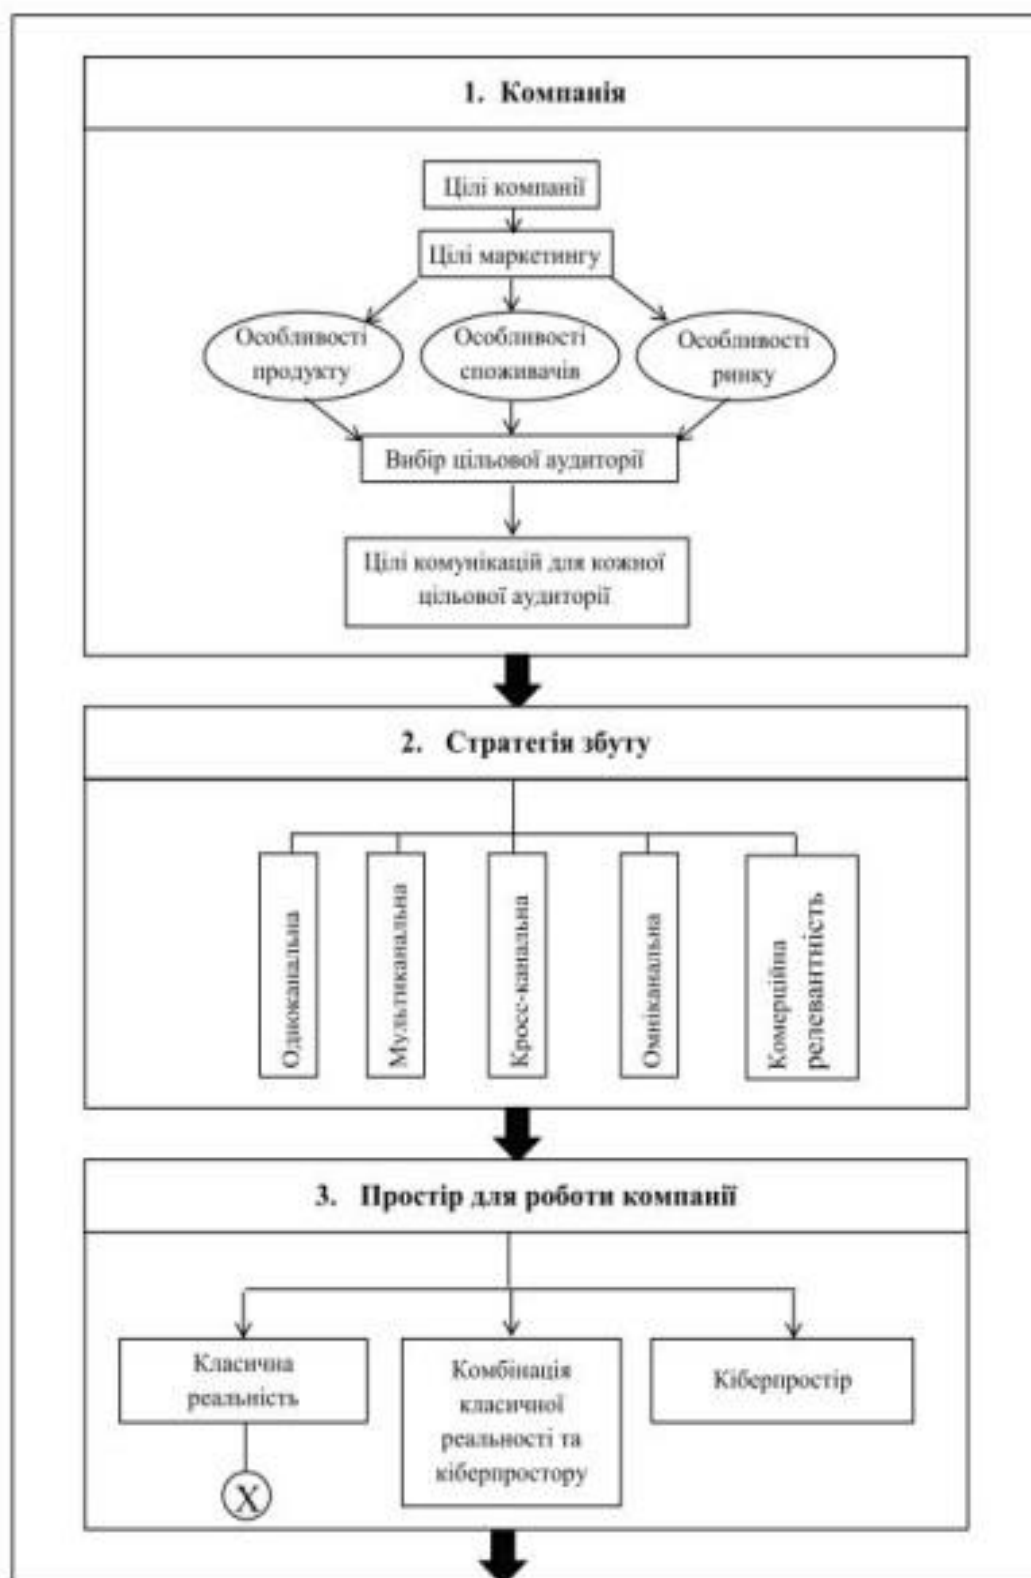 1. Компанія
Цілі компанії
Цілі маркетингу
Особливості
продукту
Особливості
споживачів
Особливості
ринку
Вибір цільової аудиторії
Цілі комунікацій для кожної
цільової аудиторії
2. Стратегія збуту
Одноканальна
Мультиканальна
Кросс-канальна
Омніканальна
Комерційна
релевантність
3. Простір для роботи компанії
Класична
реальність
X
Комбінація
класичної
реальності та
кіберпростору
Кіберпростір